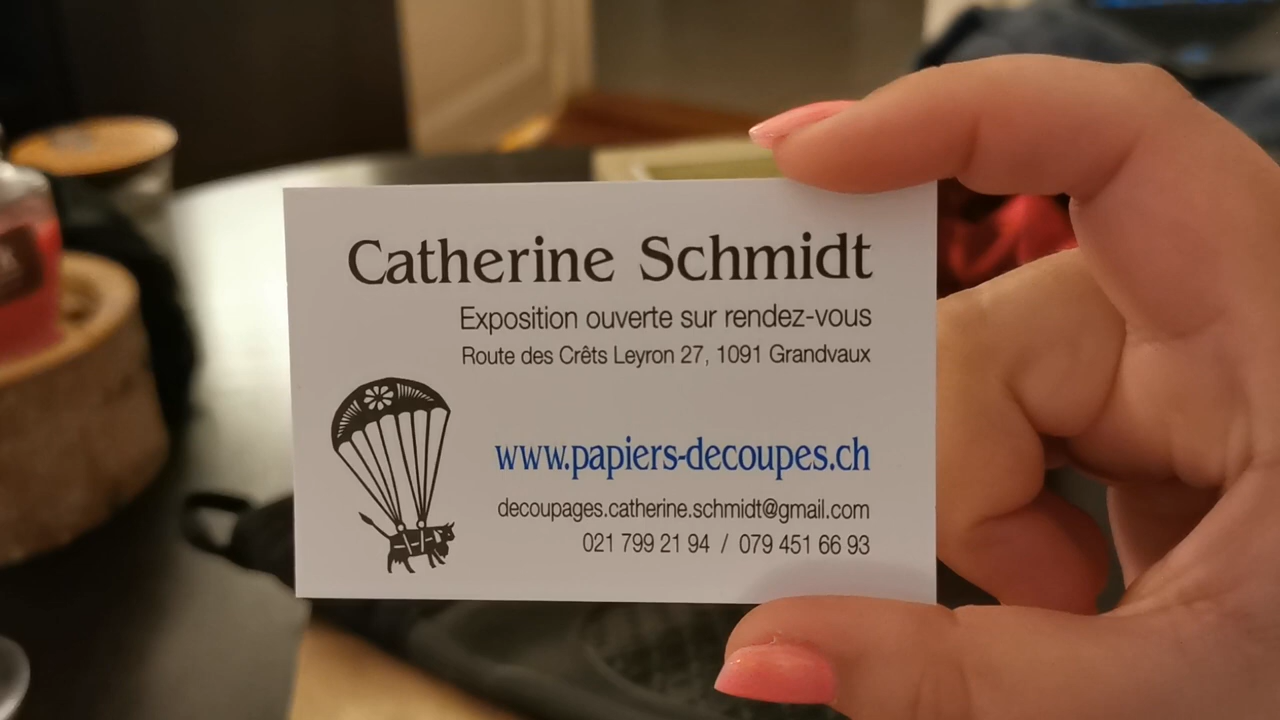 Catherine Schmidt
Exposition ouverte sur rendez-vous
Route des Crêts Leyron 27, 1091 Grandvaux
www.papiers-decoupes.ch
decoupages.catherine.schmidt@gmail.com
021 799 21 94 / 079 451 66 93